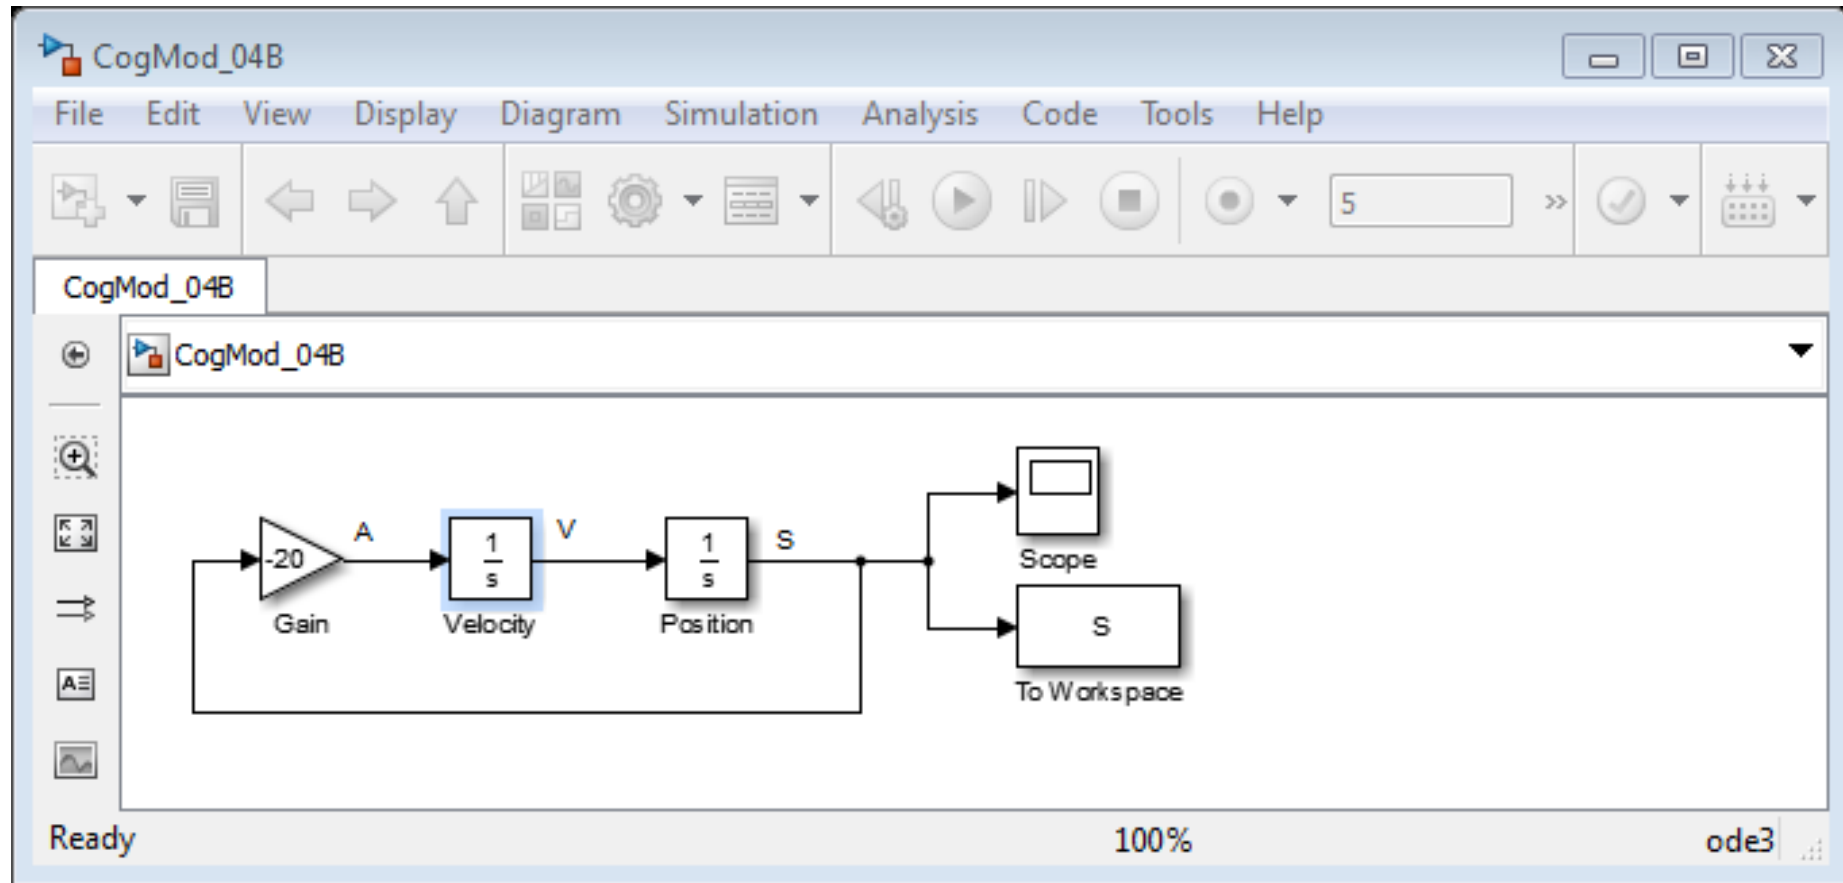 CogMod_04B
File Edit View Display Diagram Simulation Analysis Code Tools Help
5 »
CogMod_04B
CogMod_04B
A V S
-20 1 1
s s
Gain Velocity Position
Scope
S
To Workspace
Ready 100% ode3